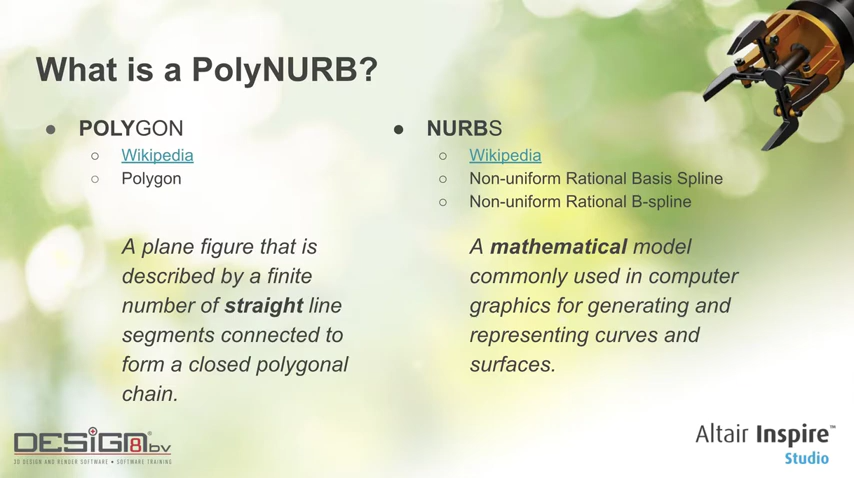 What is a PolyNURB?
● POLYGON
○ Wikipedia
○ Polygon
A plane figure that is
described by a finite
number of straight line
segments connected to
form a closed polygonal
chain.
● NURBS
○ Wikipedia
○ Non-uniform Rational Basis Spline
○ Non-uniform Rational B-spline
A mathematical model
commonly used in computer
graphics for generating and
representing curves and
surfaces.
DESIGN8®bv
3D DESIGN AND RENDER SOFTWARE • SOFTWARE TRAINING
Altair Inspire™
Studio